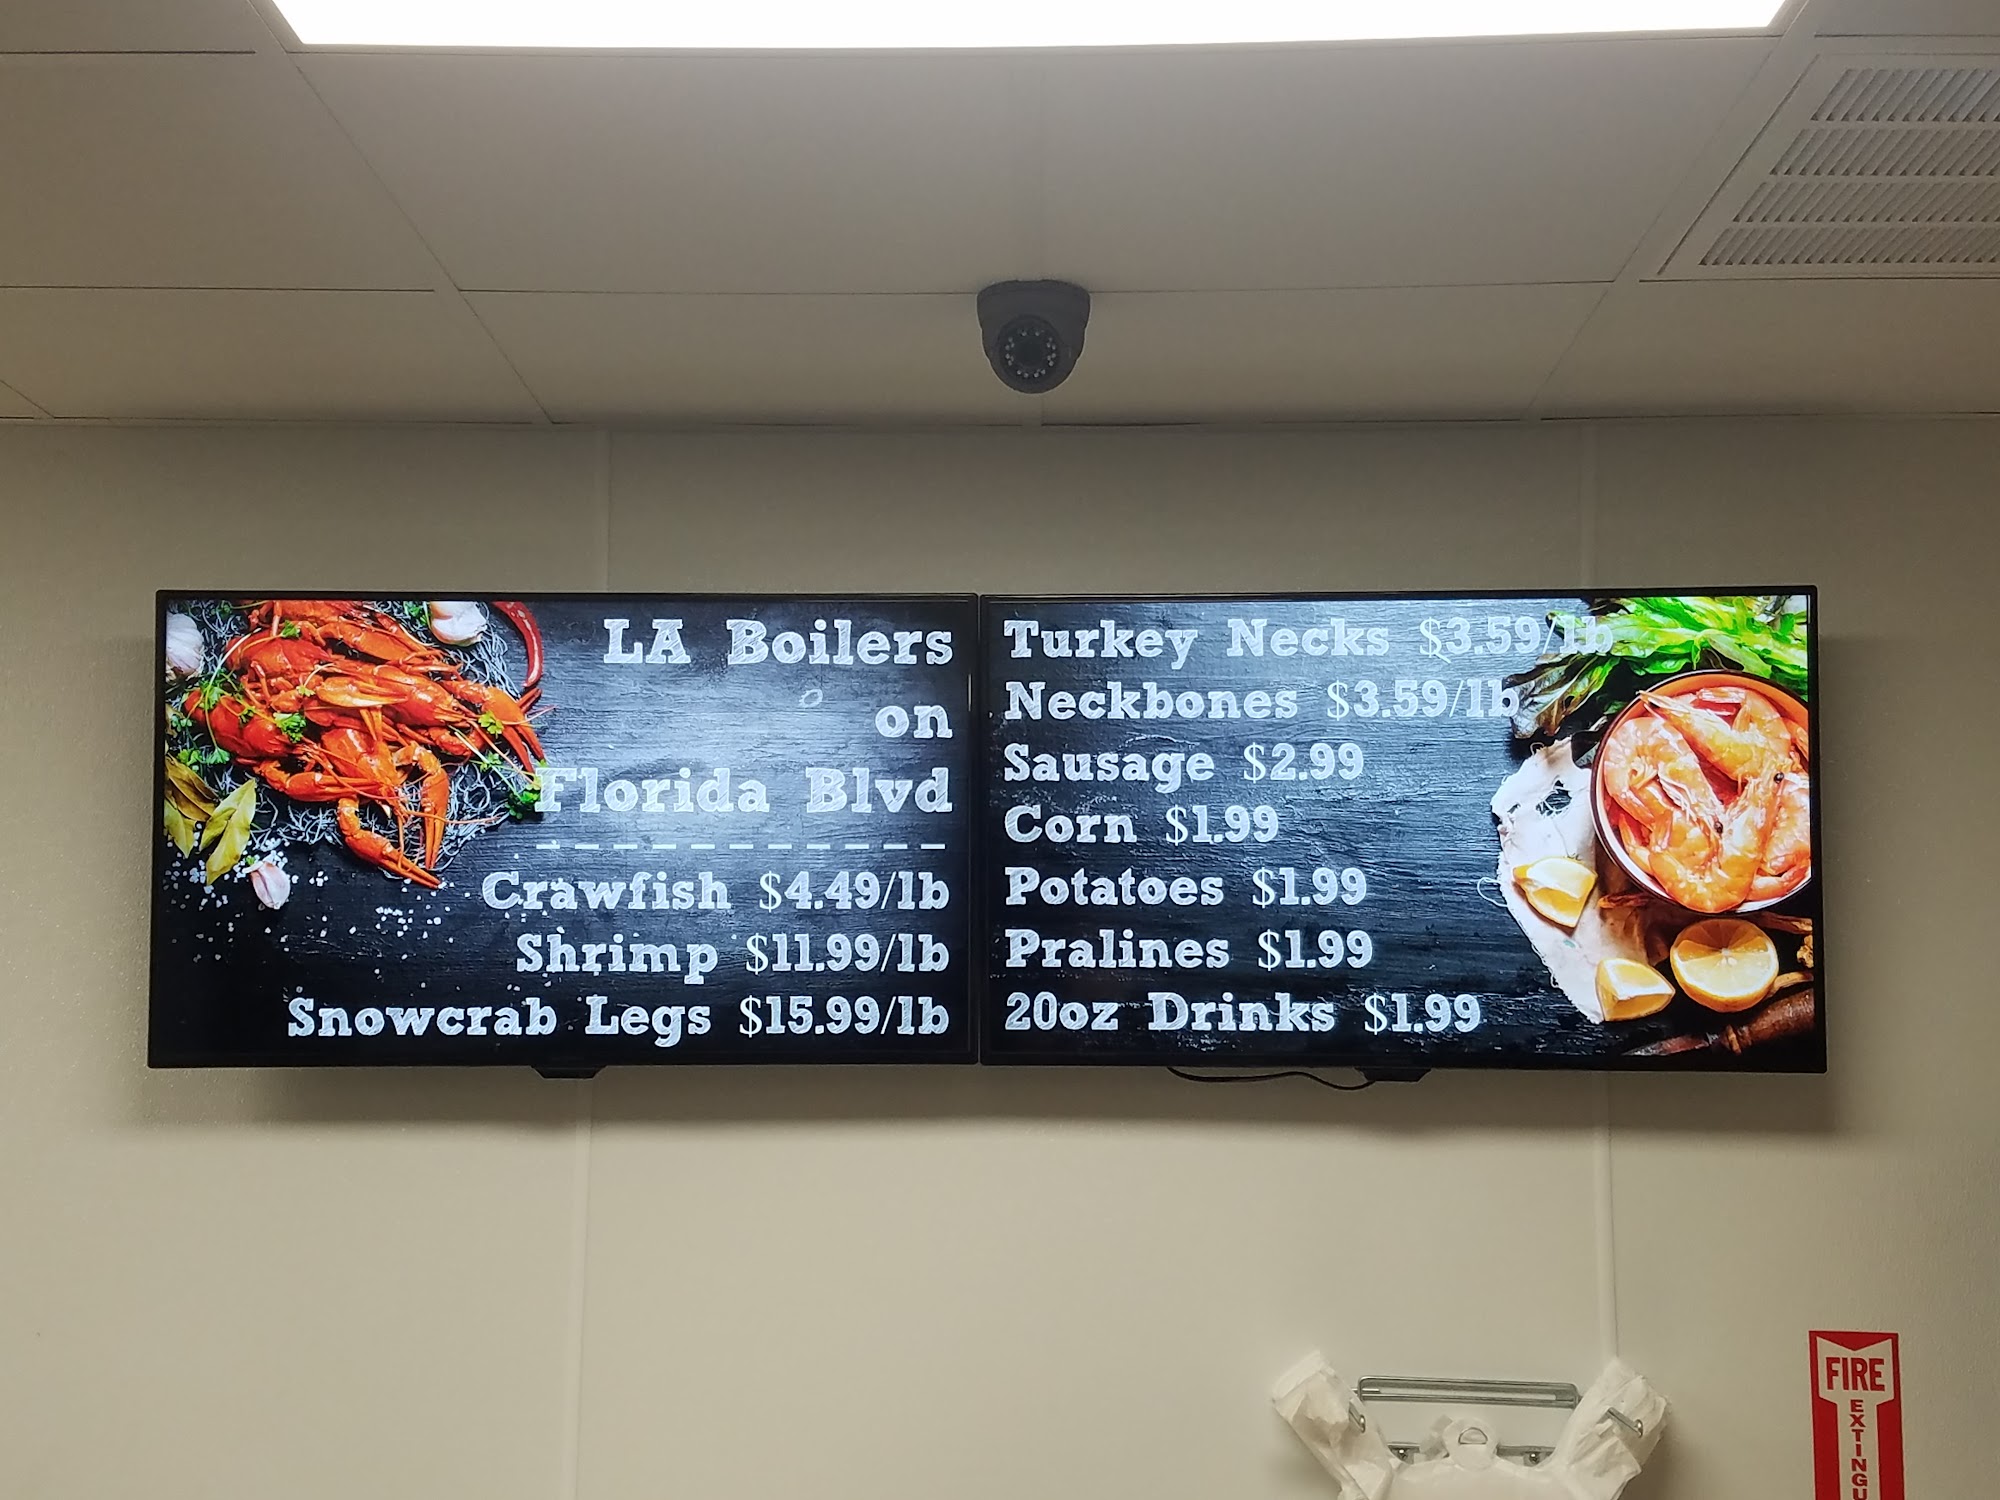 LA Boilers
on
Florida Blvd
Crawfish $4.49/lb
Shrimp $11.99/lb
Snowcrab Legs $15.99/lb
Turkey Necks $3.59/lb
Neckbones $3.59/lb
Sausage $2.99
Corn $1.99
Potatoes $1.99
Pralines $1.99
20oz Drinks $1.99
FIRE
EXTINGU